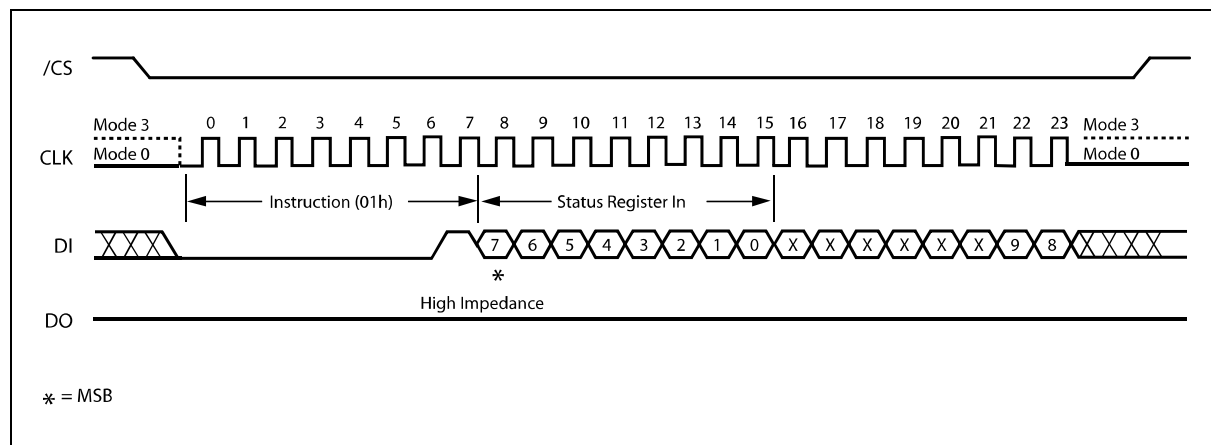 /CS
Mode 3 0 1 2 3 4 5 6 7 8 9 10 11 12 13 14 15 16 17 18 19 20 21 22 23 Mode 3
CLK Mode 0 Mode 0
Instruction (01h) Status Register In
DI 7 6 5 4 3 2 1 0 X X X X X X 9 8
*
High Impedance
DO
* = MSB